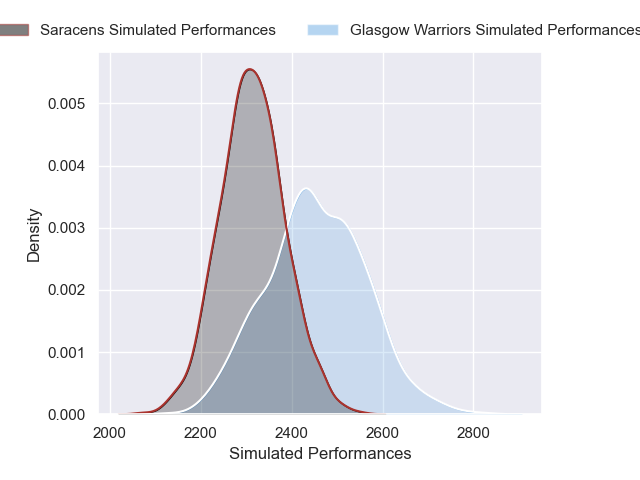 Saracens Simulated Performances
Glasgow Warriors Simulated Performances
0.005
0.004
0.003
0.002
0.001
0.000
Density
2000
2200
2400
2600
2800
Simulated Performances